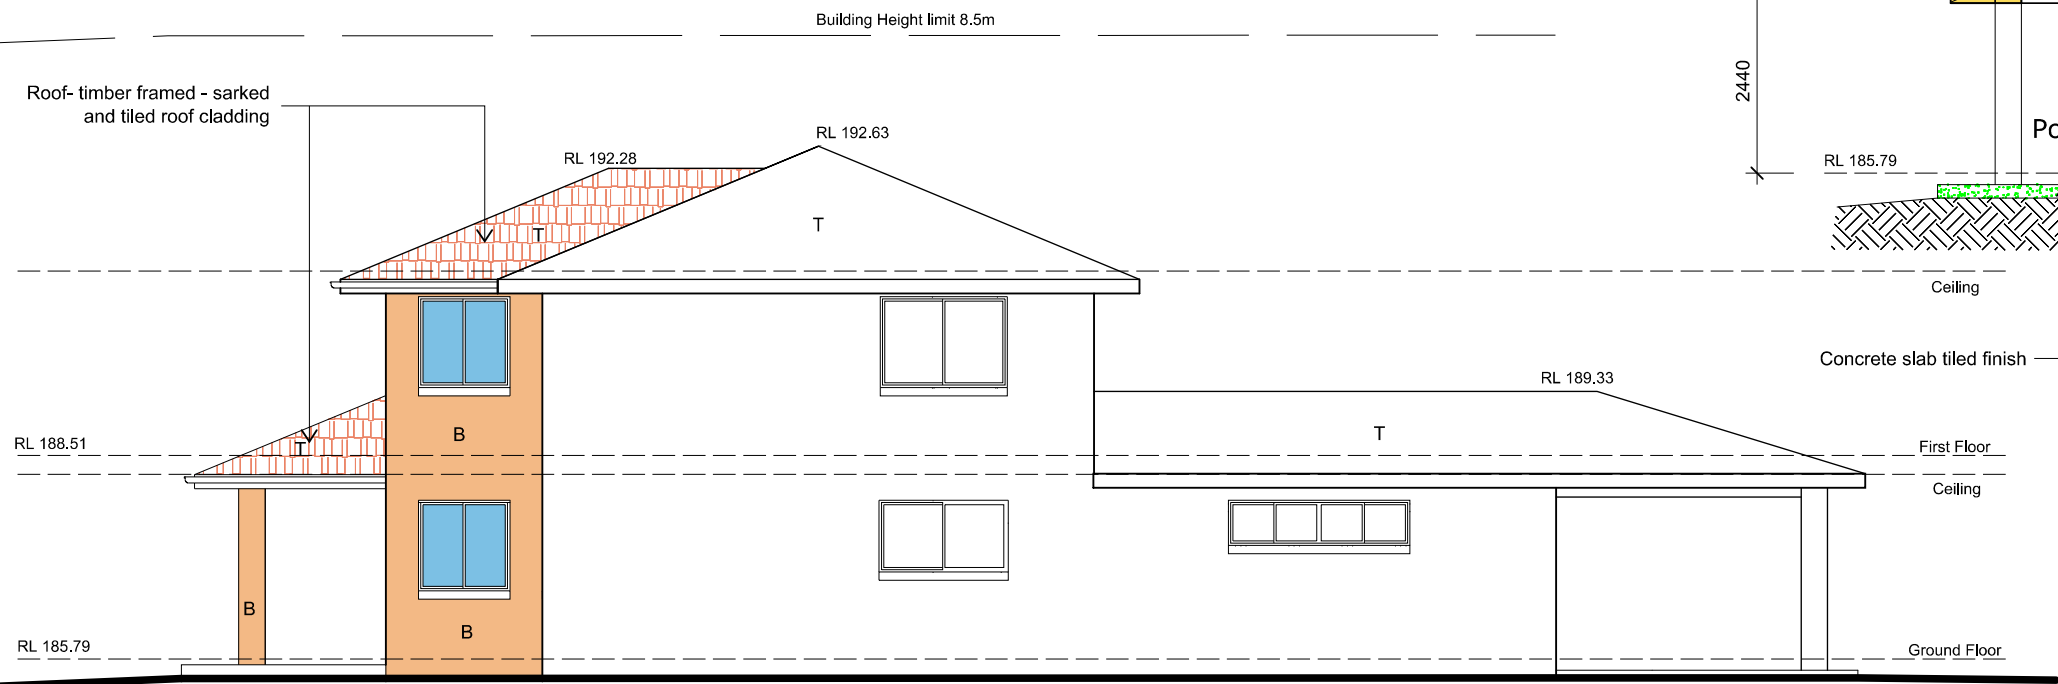 Building Height limit 8.5m
2440
Roof- timber framed - sarked
and tiled roof cladding
RL 192.63
RL 192.28
RL 185.79
T
T
Ceiling
Concrete slab tiled finish
RL 189.33
B
T
RL 188.51
T
First Floor
Ceiling
B
B
RL 185.79
Ground Floor